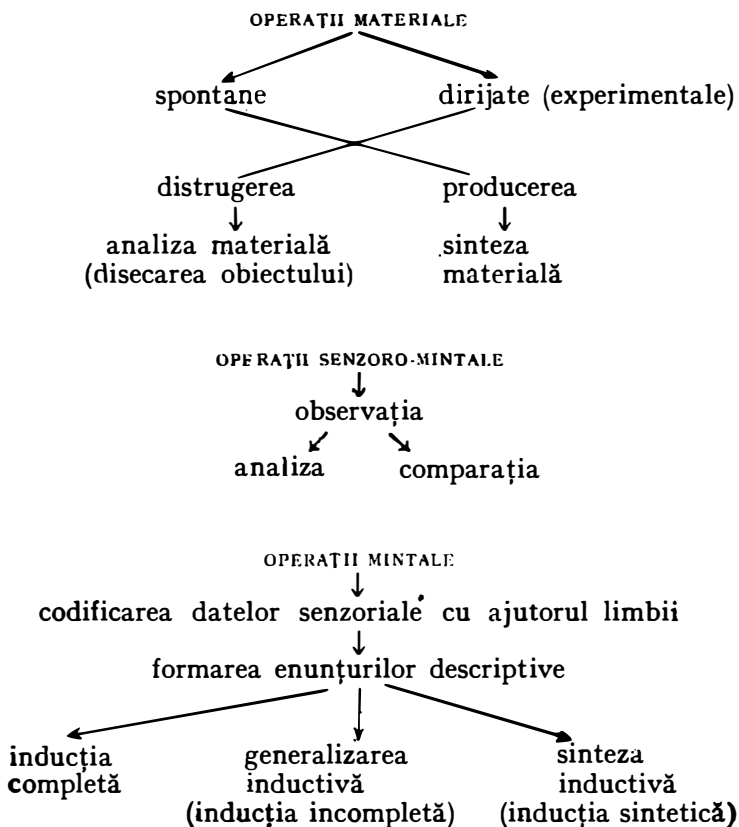 OPERAȚII MATERIALE
spontane dirijate (experimentale)
distrugerea producerea
analiza materială sinteza
(disecarea obiectului) materială
OPERAȚII SENZORO-MINTALE
observația
analiza comparația
OPERAȚII MINTALE
codificarea datelor senzoriale cu ajutorul limbii
formarea enunțurilor descriptive
inducția generalizarea sinteza
completă inductivă inductivă
(inducția incompletă) (inducția sintetică)